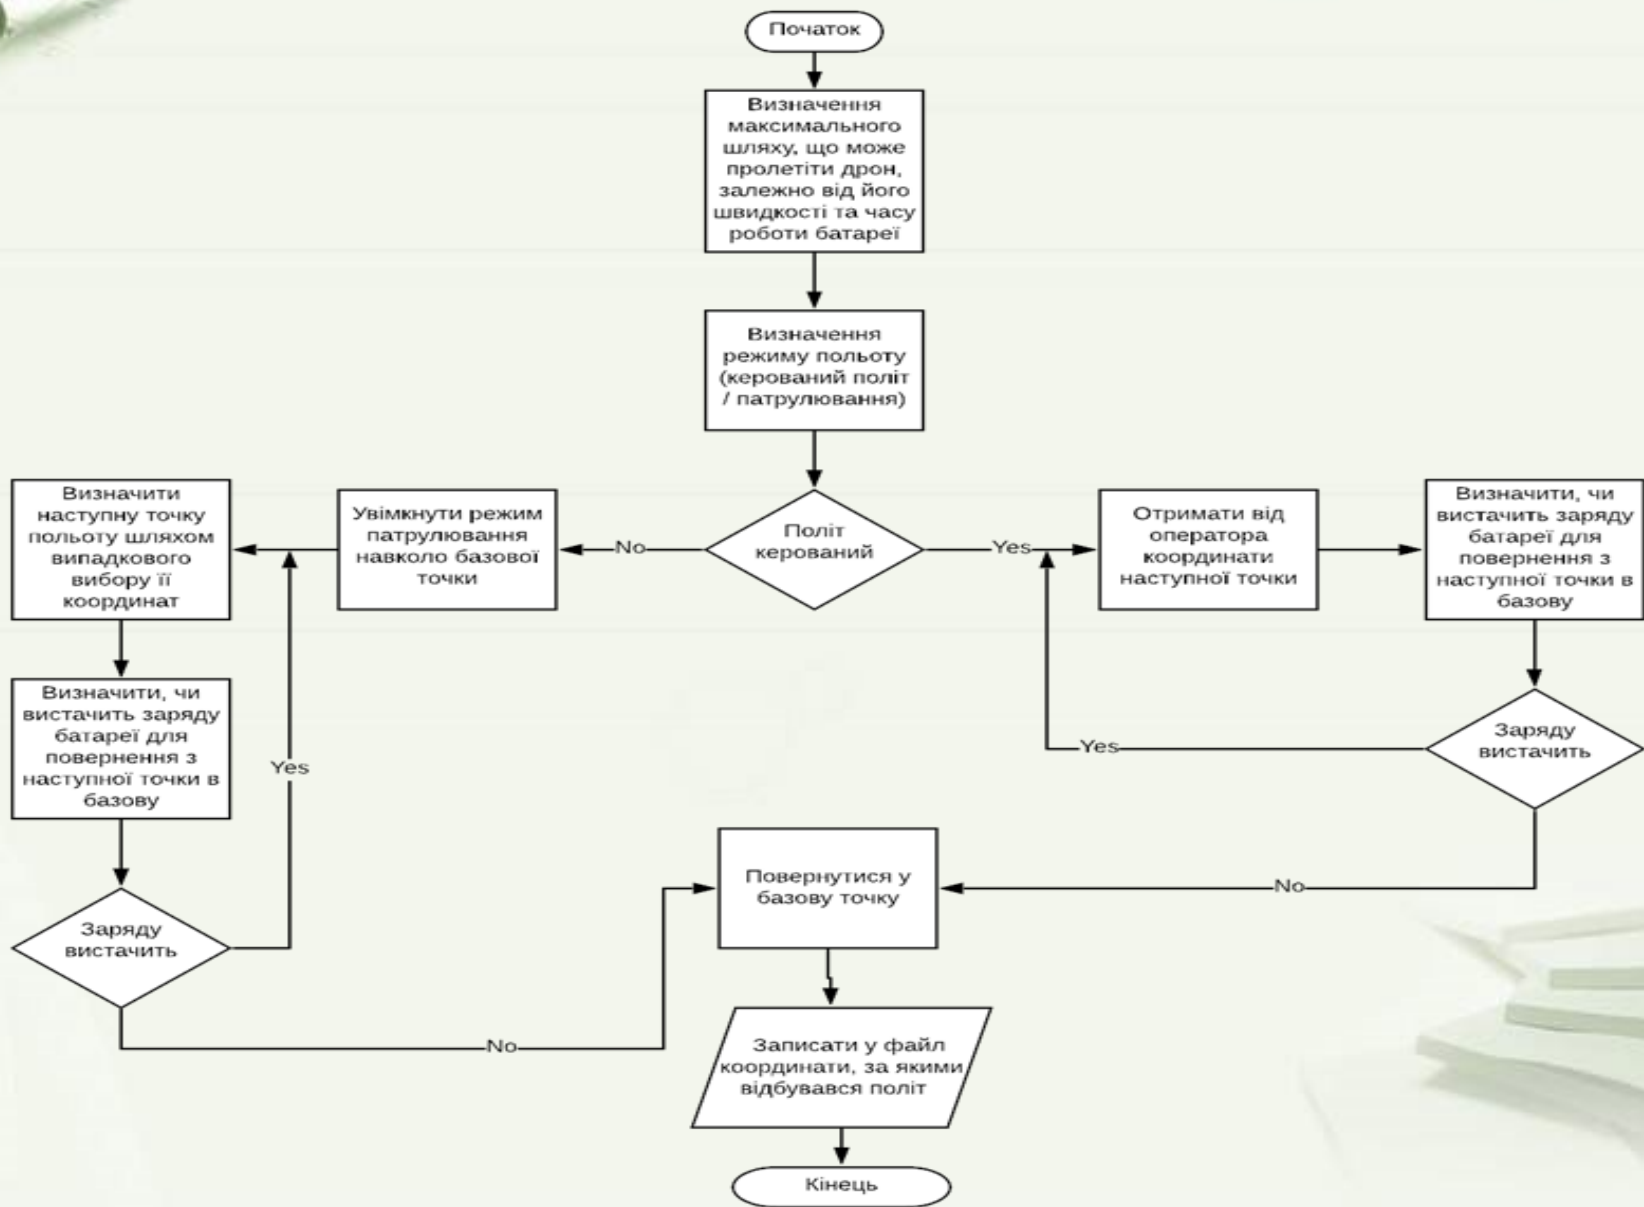 Початок
Визначення
максимального
шляху, що може
пролетіти дрон,
залежно від його
швидкості та часу
роботи батареї
Визначення
режиму польоту
(керований політ
/ патрулювання)
Політ
керований
No
Yes
Увімкнути режим
патрулювання
навколо базової
точки
Визначити
наступну точку
польоту шляхом
випадкового
вибору її
координат
Визначити, чи
вистачить заряду
батареї для
повернення з
наступної точки в
базову
Заряду
вистачить
Yes
No
Отримати від
оператора
координати
наступної точки
Визначити, чи
вистачить заряду
батареї для
повернення з
наступної точки в
базову
Заряду
вистачить
Yes
No
Повернутися у
базову точку
Записати у файл
координати, за якими
відбувався політ
Кінець